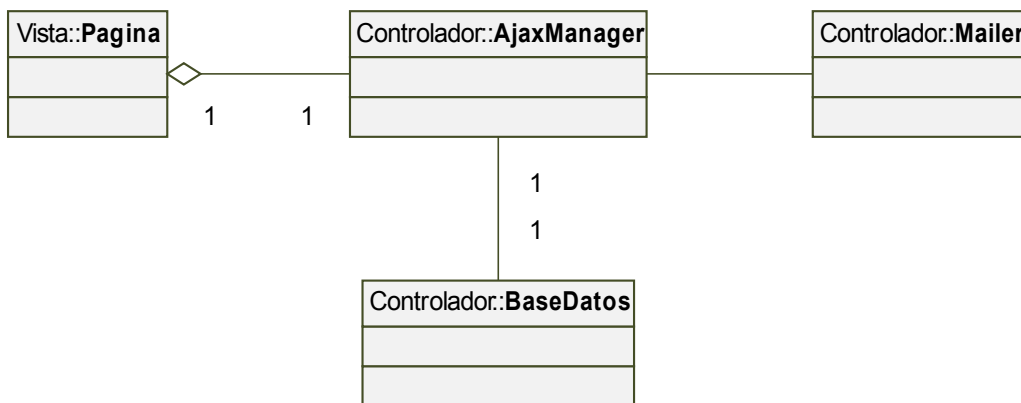 Vista::Pagina
Controlador::AjaxManager
Controlador::Mailer
1 1
1
1
Controlador::BaseDatos